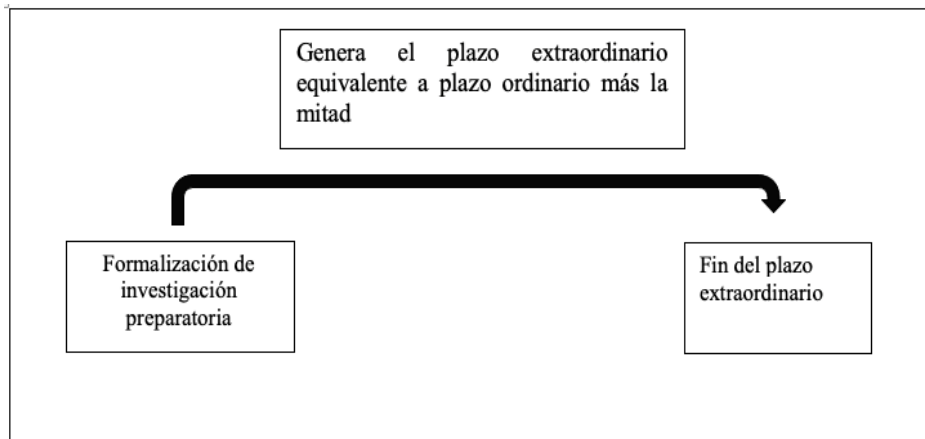 Genera el plazo extraordinario
equivalente a plazo ordinario más la
mitad
Formalización de
investigación
preparatoria
Fin del plazo
extraordinario